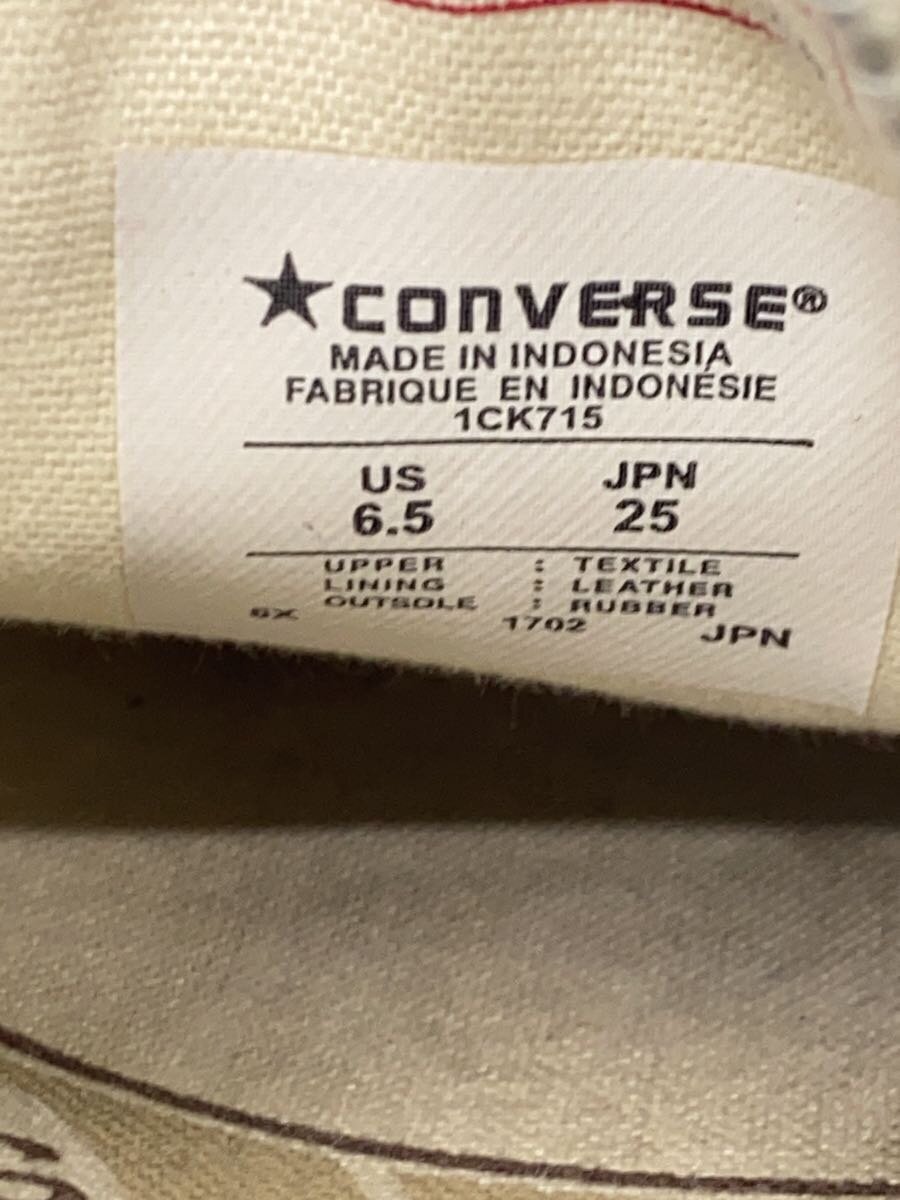 ★CONVERSE®
MADE IN INDONESIA
FABRIQUE EN INDONÉSIE
1CK715
US JPN
6.5 25
UPPER : TEXTILE
LINING : LEATHER
OUTSOLE : RUBBER
6X 1702 JPN